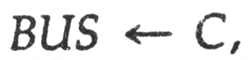 BUS ← C,